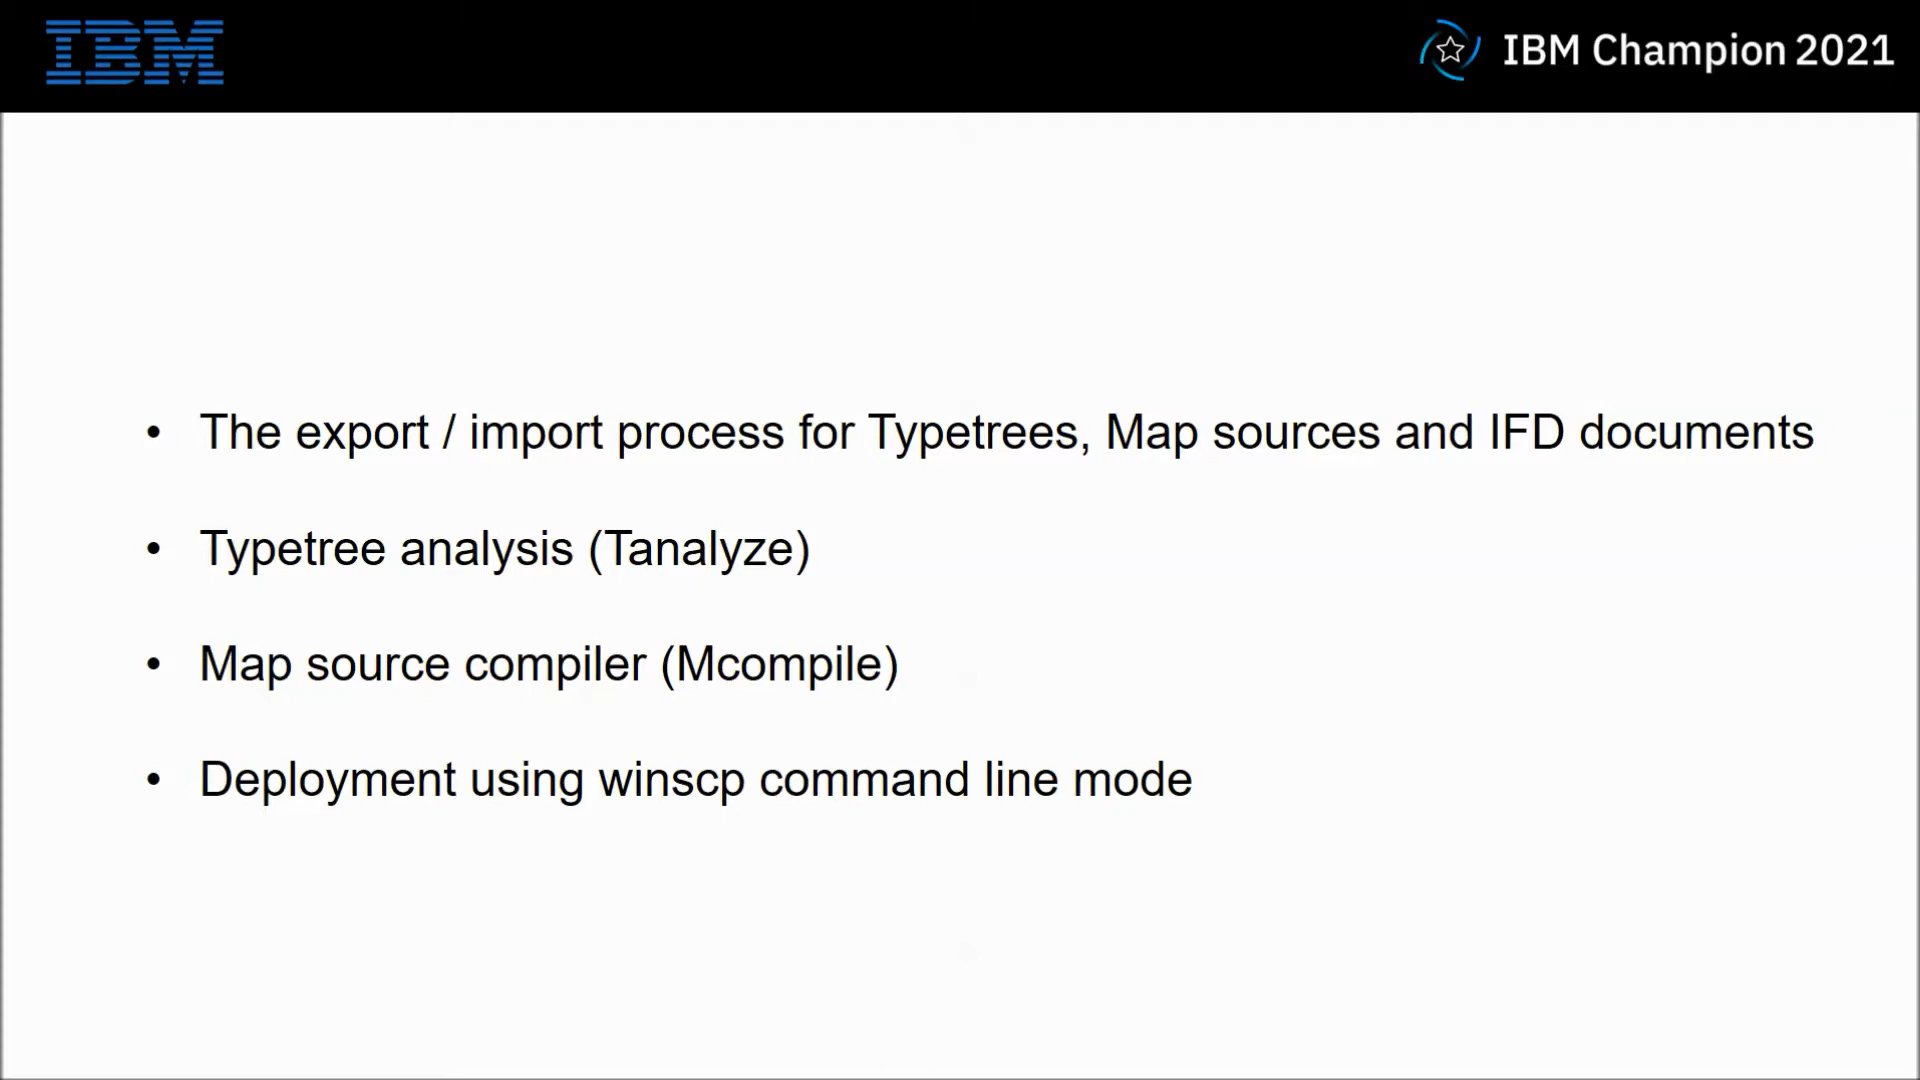 IBM
IBM Champion 2021
• The export / import process for Typetrees, Map sources and IFD documents
• Typetree analysis (Tanalyze)
• Map source compiler (Mcompile)
• Deployment using winscp command line mode